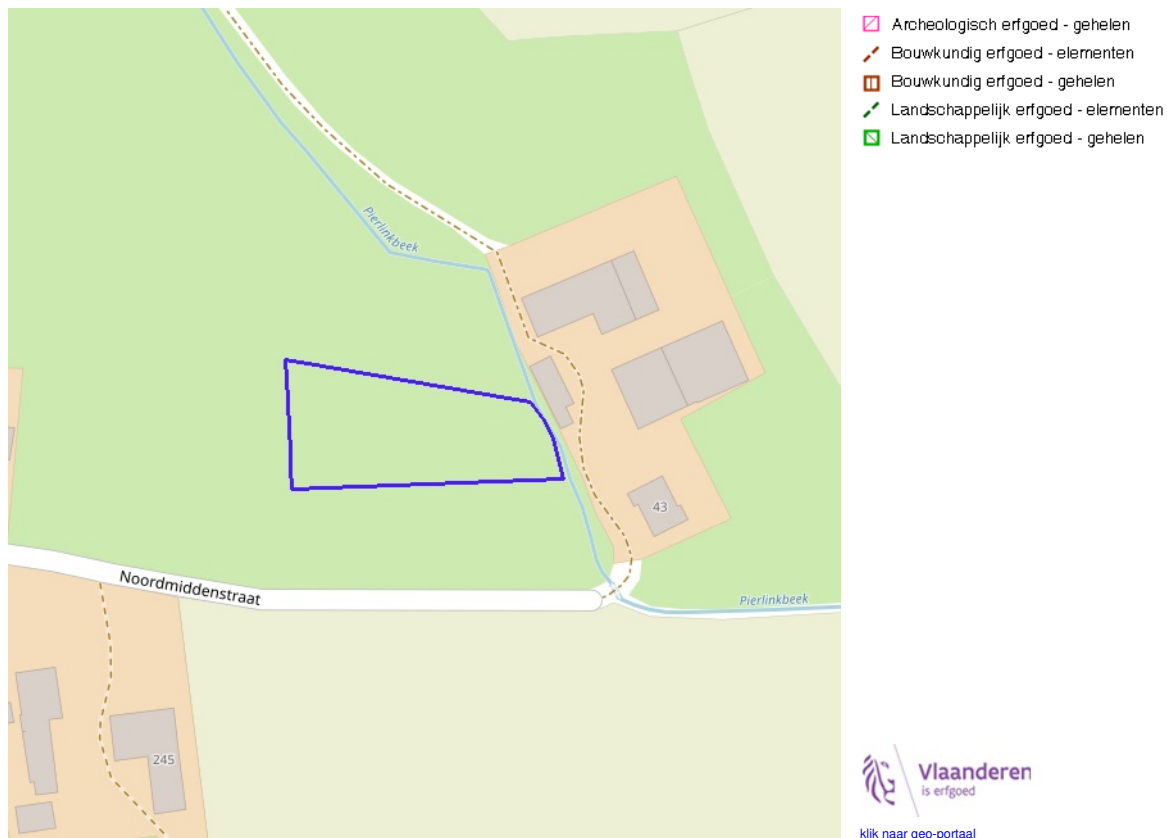 Archeologisch erfgoed - gehelen
Bouwkundig erfgoed - elementen
Bouwkundig erfgoed - gehelen
Landschappelijk erfgoed - elementen
Landschappelijk erfgoed - gehelen
Pierlinkbeek
43
Noordmiddenstraat
Pierlinkbeek
245
Vlaanderen
is erfgoed
klik naar geo-portaal